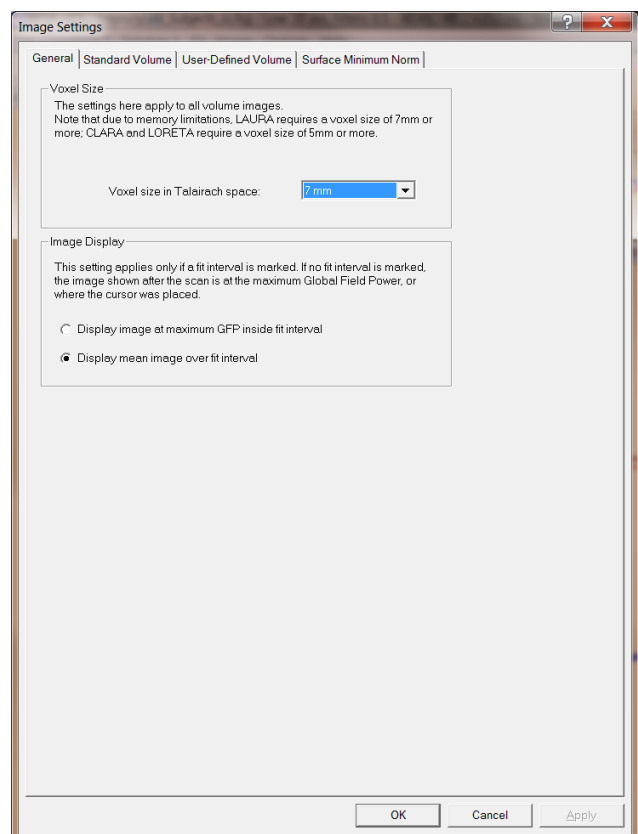 Image Settings
?
X
General
Standard Volume
User-Defined Volume
Surface Minimum Norm
Voxel Size
The settings here apply to all volume images.
Note that due to memory limitations, LAURA requires a voxel size of 7mm or
more; CLARA and LORETA require a voxel size of 5mm or more.
Voxel size in Talairach space:
7 mm
Image Display
This setting applies only if a fit interval is marked. If no fit interval is marked,
the image shown after the scan is at the maximum Global Field Power, or
where the cursor was placed.
Display image at maximum GFP inside fit interval
Display mean image over fit interval
OK
Cancel
Apply